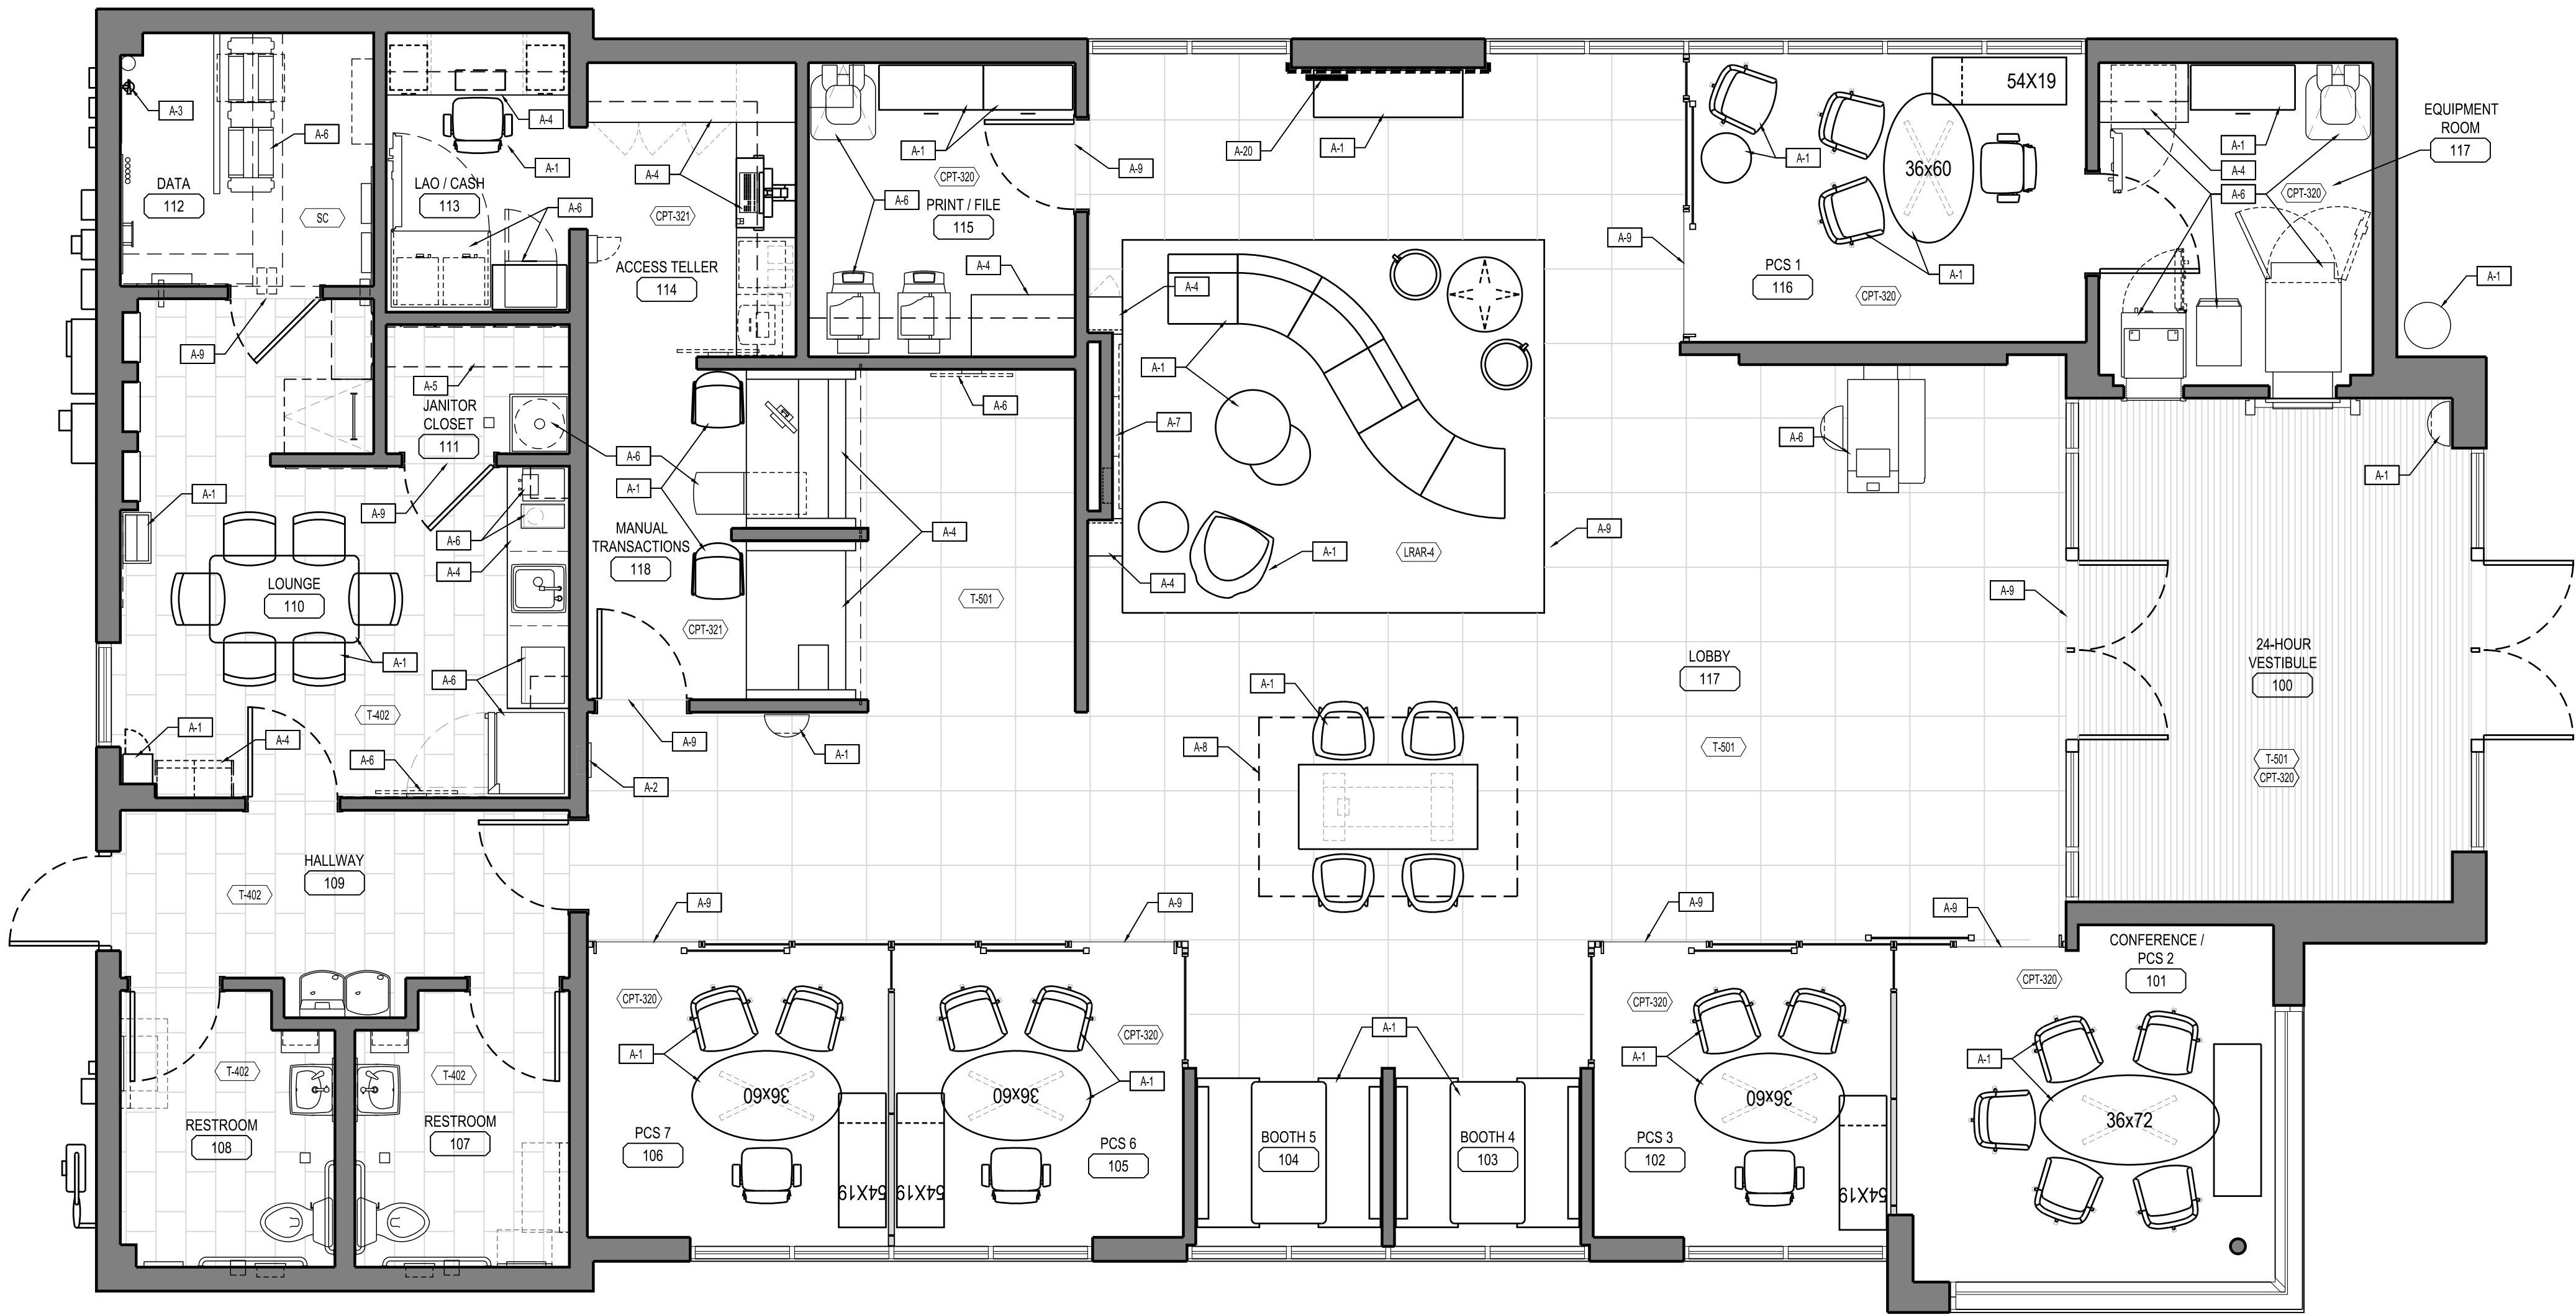 54X19
A-3
A-4
A-6
A-20
A-1
A-1
A-1
EQUIPMENT
ROOM
117
A-1
A-9
A-1
36x60
A-4
DATA
112
LAO / CASH
113
A-4
CPT-320
A-6
CPT-320
SC
A-6
CPT-321
A-6
PRINT / FILE
115
A-9
ACCESS TELLER
114
A-4
A-4
PCS 1
116
CPT-320
A-1
A-1
A-9
A-5
A-1
JANITOR
CLOSET
111
A-6
A-7
A-6
A-6
A-1
A-1
A-1
A-9
MANUAL
TRANSACTIONS
118
A-4
A-9
A-6
A-4
LRAR-4
A-1
LOUNGE
110
A-4
T-501
A-9
CPT-321
24-HOUR
VESTIBULE
100
LOBBY
117
A-1
A-6
A-1
T-402
A-1
A-4
A-9
A-1
A-8
T-501
A-6
A-2
T-501
CPT-320
HALLWAY
109
T-402
A-9
A-9
A-9
A-9
CONFERENCE /
PCS 2
101
CPT-320
CPT-320
CPT-320
CPT-320
A-1
A-1
A-1
A-1
T-402
T-402
A-1
36x60
36x60
36x60
36x72
RESTROOM
108
RESTROOM
107
PCS 7
106
PCS 6
105
BOOTH 5
104
BOOTH 4
103
PCS 3
102
54X19
54X19
54X19